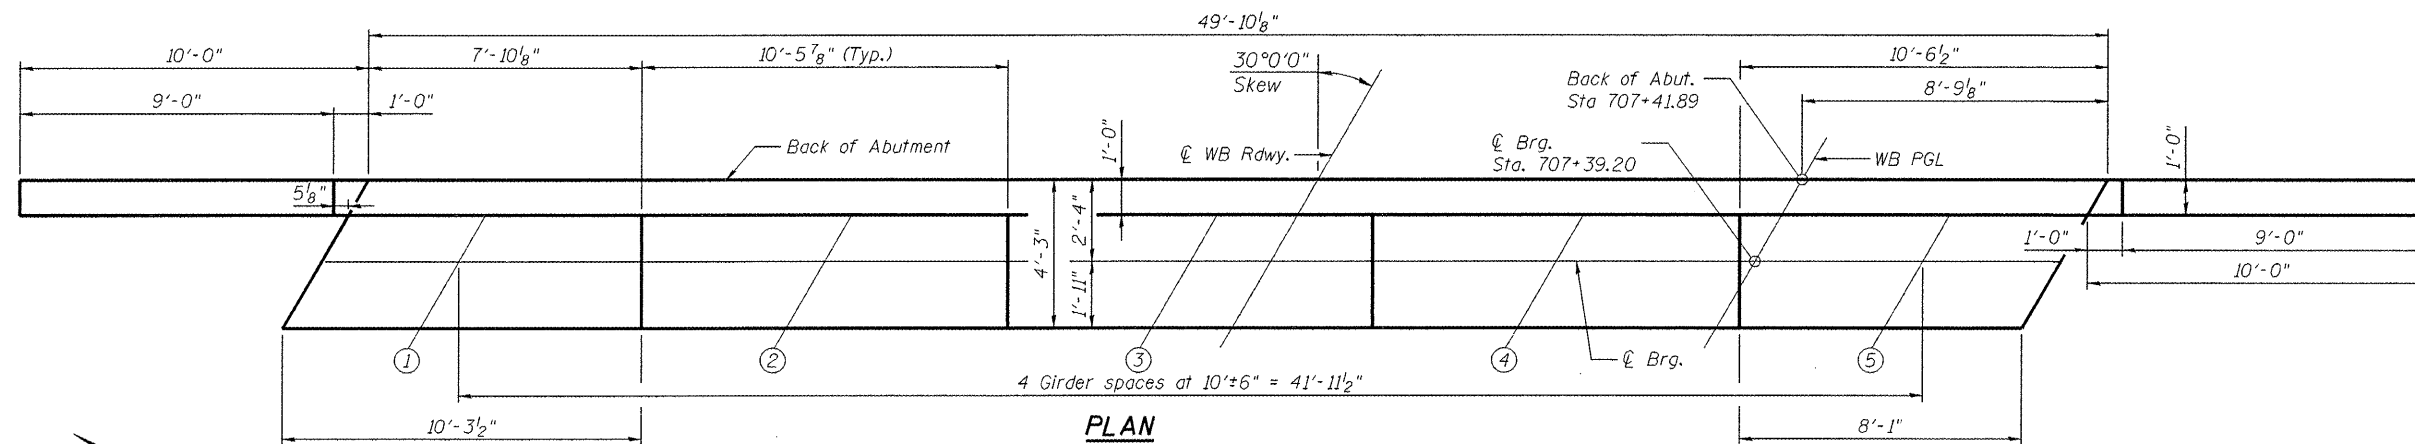 49'-10⅛"
10'-0"
7'-10⅛"
10'-5⅞" (Typ.)
30°0'0"
Skew
10'-6½"
9'-0"
1'-0"
Back of Abut.
Sta 707+41.89
8'-9⅛"
Back of Abutment
1'-0"
℄ WB Rdwy.
℄ Brg.
Sta. 707+39.20
WB PGL
1'-0"
5⅛"
4'-3"
2'-4"
1'-11"
1'-0"
9'-0"
10'-0"
1
2
3
4
℄ Brg.
5
4 Girder spaces at 10'±6" = 41'-11½"
10'-3½"
PLAN
8'-1"